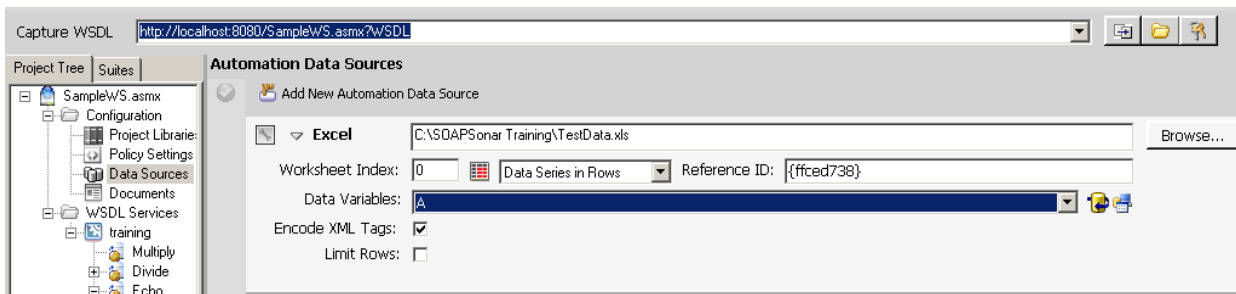 Capture WSDL http://localhost:8080/SampleWS.asmx?WSDL
Project Tree Suites
Automation Data Sources
SampleWS.asmx
Add New Automation Data Source
Configuration
Project Librarie:
Excel C:\SOAPSonar Training\TestData.xls Browse...
Policy Settings
Worksheet Index: 0 Data Series in Rows Reference ID: {ffced738}
Data Sources
Documents
Data Variables: A
WSDL Services
training
Encode XML Tags:
Multiply
Limit Rows:
Divide
Echo